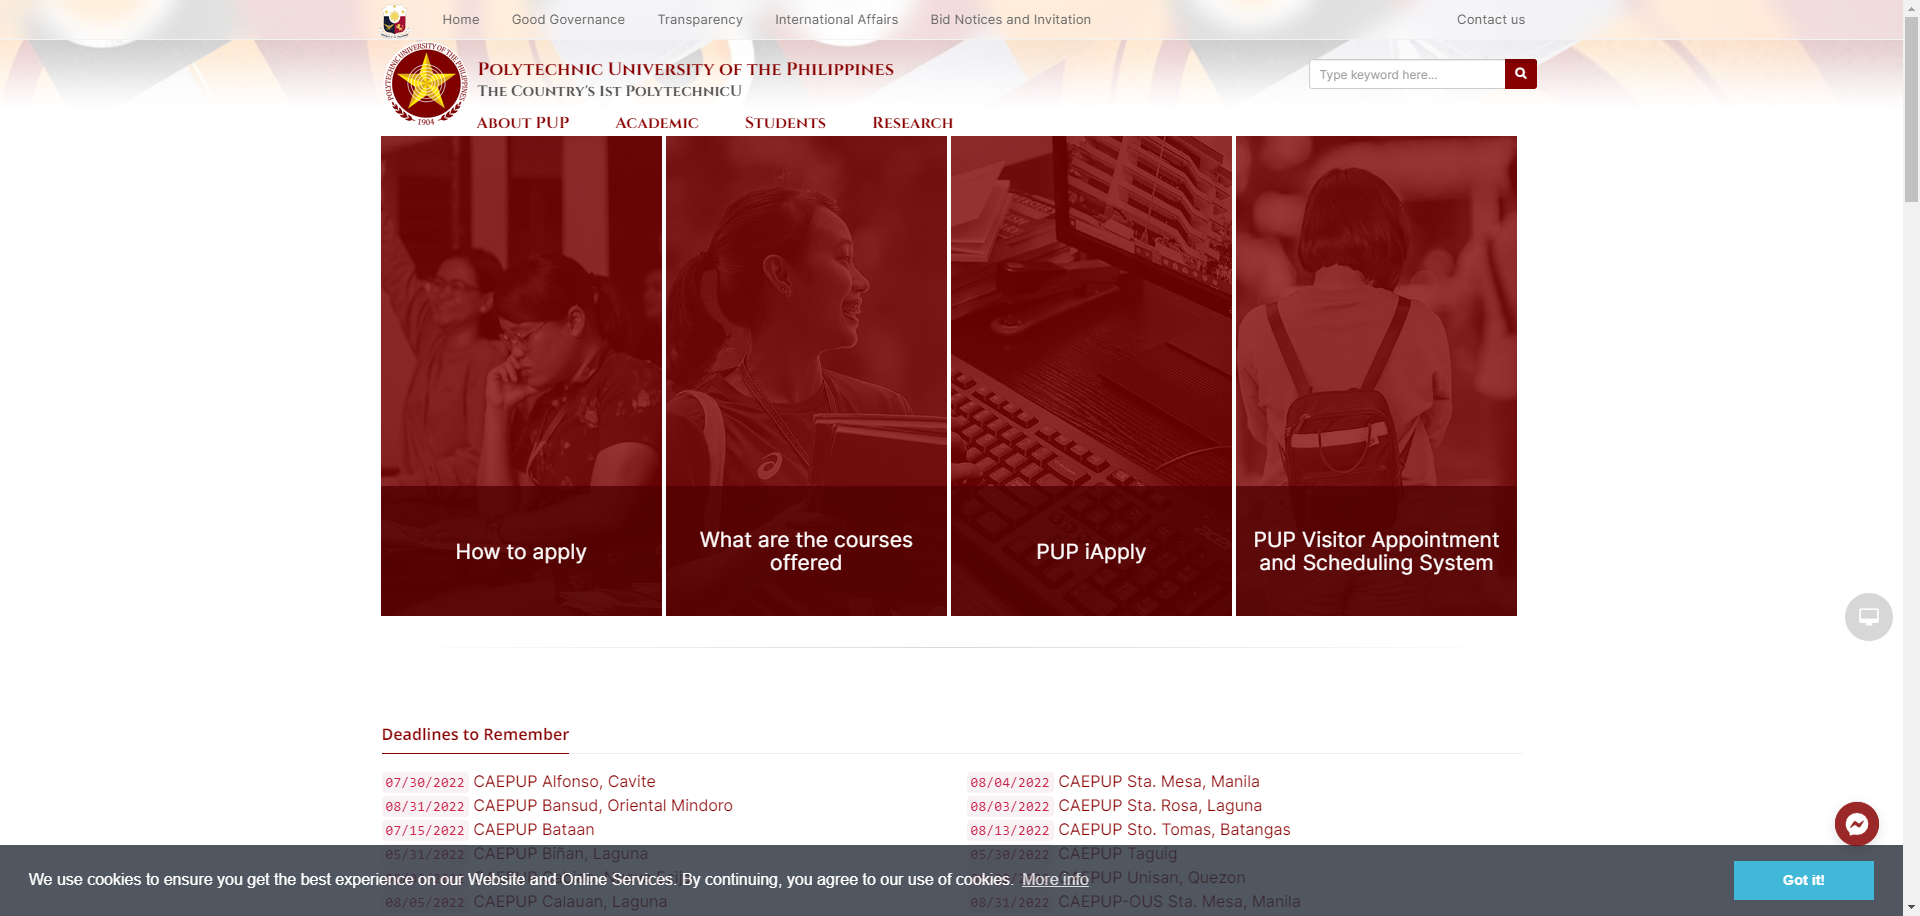 Home
Good Governance
Transparency
International Affairs
Bid Notices and Invitation
Contact us
POLYTECHNIC UNIVERSITY OF THE PHILIPPINES
1904
Polytechnic University of the Philippines
The Country's 1st PolytechnicU
Type keyword here...
About PUP
Academic
Students
Research
How to apply
What are the courses
offered
PUP iApply
PUP Visitor Appointment
and Scheduling System
Deadlines to Remember
07/30/2022 CAEPUP Alfonso, Cavite
08/31/2022 CAEPUP Bansud, Oriental Mindoro
07/15/2022 CAEPUP Bataan
05/31/2022 CAEPUP Biñan, Laguna
08/05/2022 CAEPUP Calauan, Laguna
08/04/2022 CAEPUP Sta. Mesa, Manila
08/03/2022 CAEPUP Sta. Rosa, Laguna
08/13/2022 CAEPUP Sto. Tomas, Batangas
05/30/2022 CAEPUP Taguig
CAEPUP Unisan, Quezon
08/31/2022 CAEPUP-OUS Sta. Mesa, Manila
We use cookies to ensure you get the best experience on our Website and Online Services. By continuing, you agree to our use of cookies. More info
Got it!